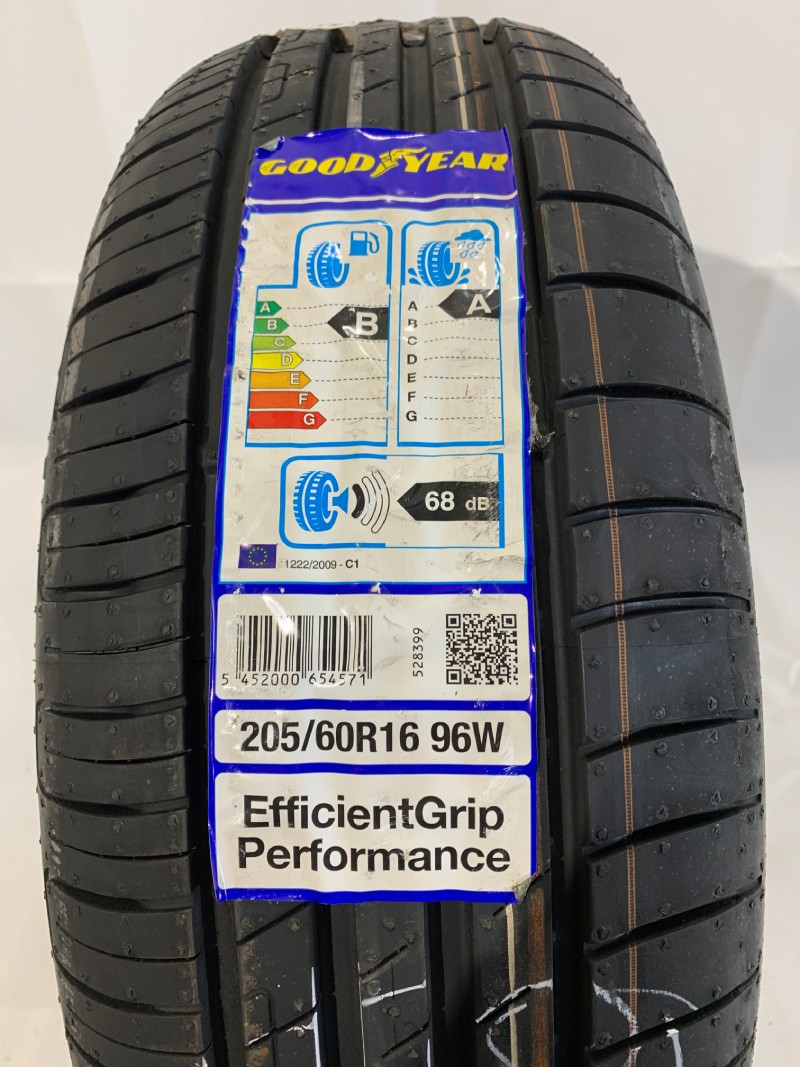 GOODYEAR
A
B
C
D
E
F
G
B
A
B
C
D
E
F
G
A
68 dB
1222/2009 - C1
5 452000 654571
528399
205/60R16 96W
EfficientGrip
Performance